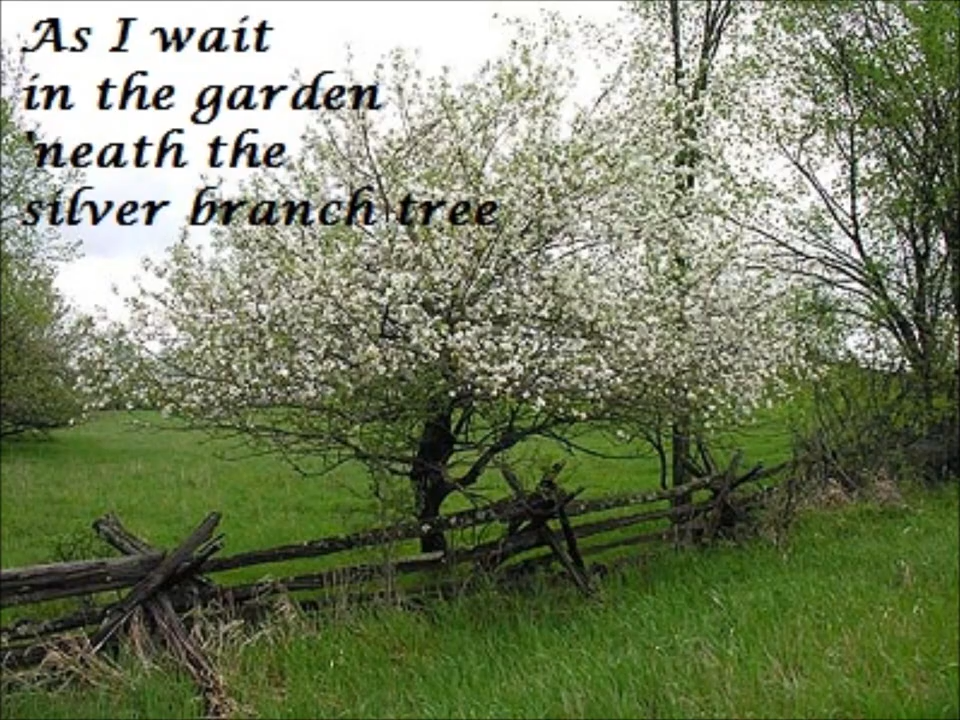 As I wait
in the garden
'neath the
silver branch tree